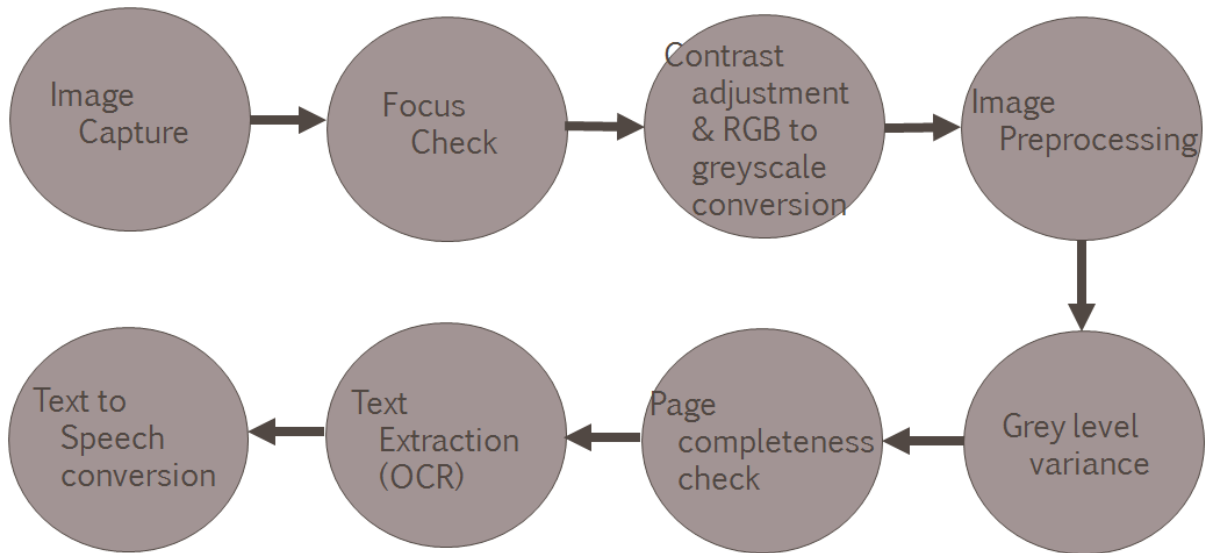 Image
Capture
Focus
Check
Contrast
adjustment
& RGB to
greyscale
conversion
Image
Preprocessing
Grey level
variance
Page
completeness
check
Text
Extraction
(OCR)
Text to
Speech
conversion